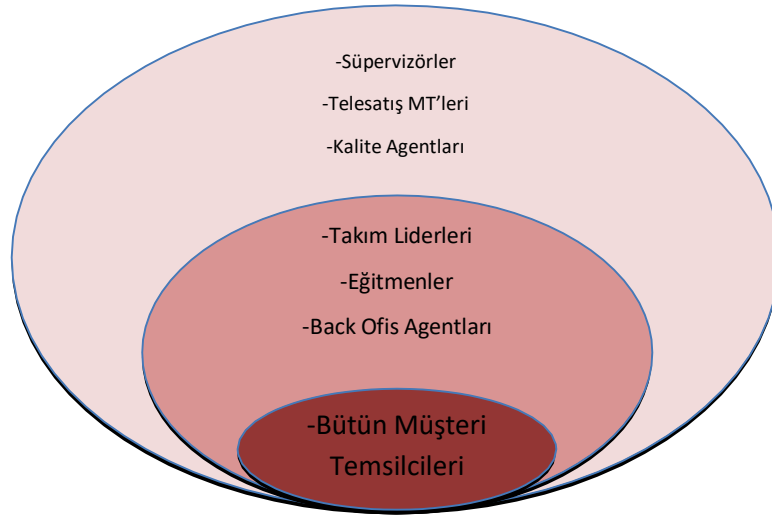 -Süpervizörler
-Telesatış MT’leri
-Kalite Agentları
-Takım Liderleri
-Eğitmenler
-Back Ofis Agentları
-Bütün Müşteri
Temsilcileri